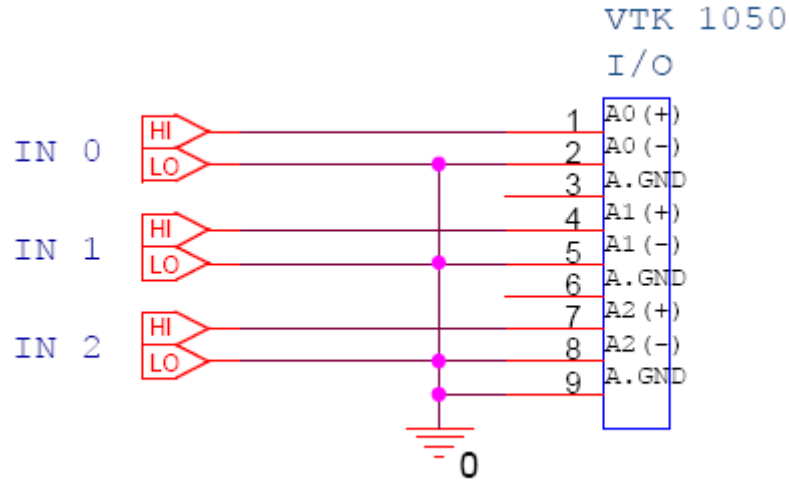 VTK 1050
I/O
IN 0
HI
LO
1
A0(+)
2
A0(-)
3
A.GND
IN 1
HI
LO
4
A1(+)
5
A1(-)
6
A.GND
IN 2
HI
LO
7
A2(+)
8
A2(-)
9
A.GND
0